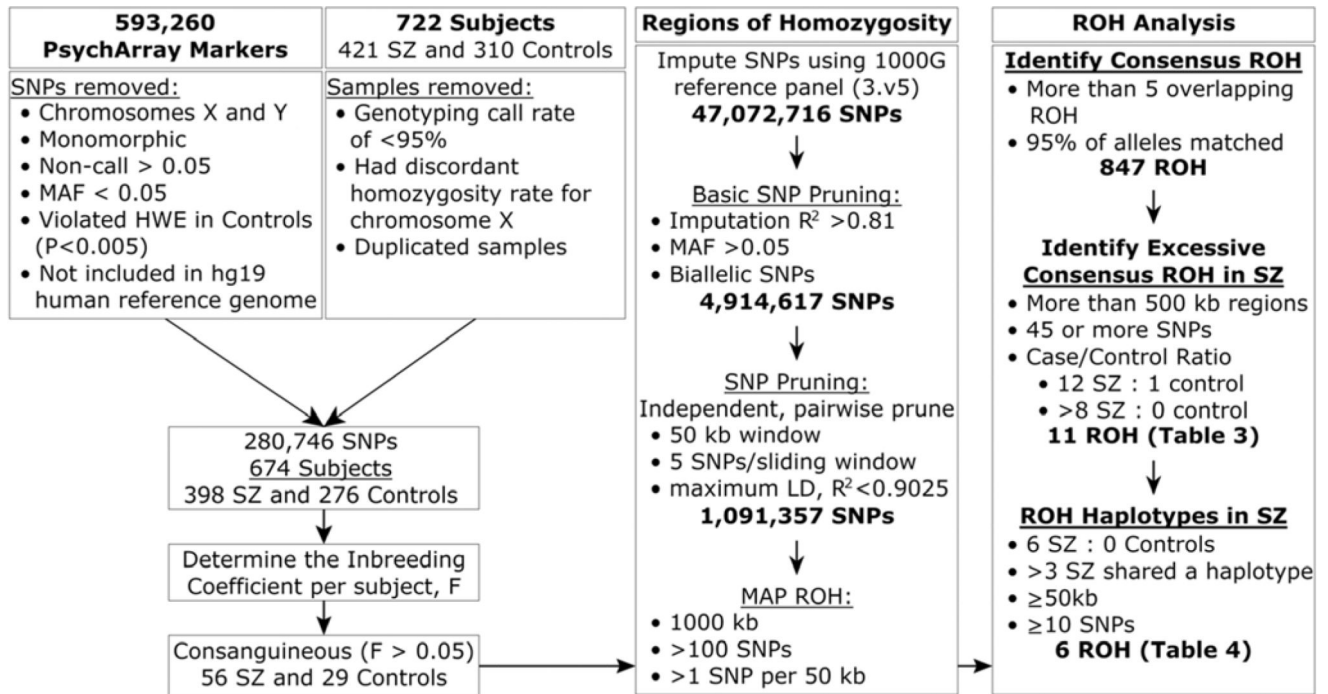 593,260
PsychArray Markers
SNPs removed:
• Chromosomes X and Y
• Monomorphic
• Non-call > 0.05
• MAF < 0.05
• Violated HWE in Controls
(P<0.005)
• Not included in hg19
human reference genome
722 Subjects
421 SZ and 310 Controls
Samples removed:
• Genotyping call rate
of <95%
• Had discordant
homozygosity rate for
chromosome X
• Duplicated samples
280,746 SNPs
674 Subjects
398 SZ and 276 Controls
Determine the Inbreeding
Coefficient per subject, F
Consanguineous (F > 0.05)
56 SZ and 29 Controls
Regions of Homozygosity
Impute SNPs using 1000G
reference panel (3.v5)
47,072,716 SNPs
Basic SNP Pruning:
• Imputation R² >0.81
• MAF >0.05
• Biallelic SNPs
4,914,617 SNPs
SNP Pruning:
Independent, pairwise prune
• 50 kb window
• 5 SNPs/sliding window
• maximum LD, R²<0.9025
1,091,357 SNPs
MAP ROH:
• 1000 kb
• >100 SNPs
• >1 SNP per 50 kb
ROH Analysis
Identify Consensus ROH
• More than 5 overlapping
ROH
• 95% of alleles matched
847 ROH
Identify Excessive
Consensus ROH in SZ
• More than 500 kb regions
• 45 or more SNPs
• Case/Control Ratio
• 12 SZ : 1 control
• >8 SZ : 0 control
11 ROH (Table 3)
ROH Haplotypes in SZ
• 6 SZ : 0 Controls
• >3 SZ shared a haplotype
• ≥50kb
• ≥10 SNPs
6 ROH (Table 4)